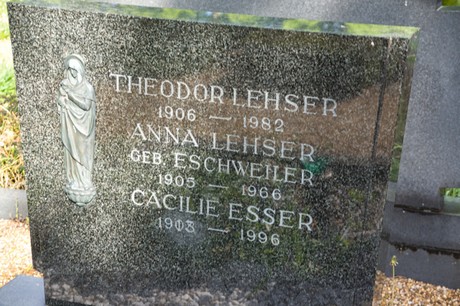 THEODOR LEHSER
1906 — 1982
ANNA LEHSER
GEB. ESCHWEILER
1905 — 1966
CÄCILIE ESSER
1903 — 1996